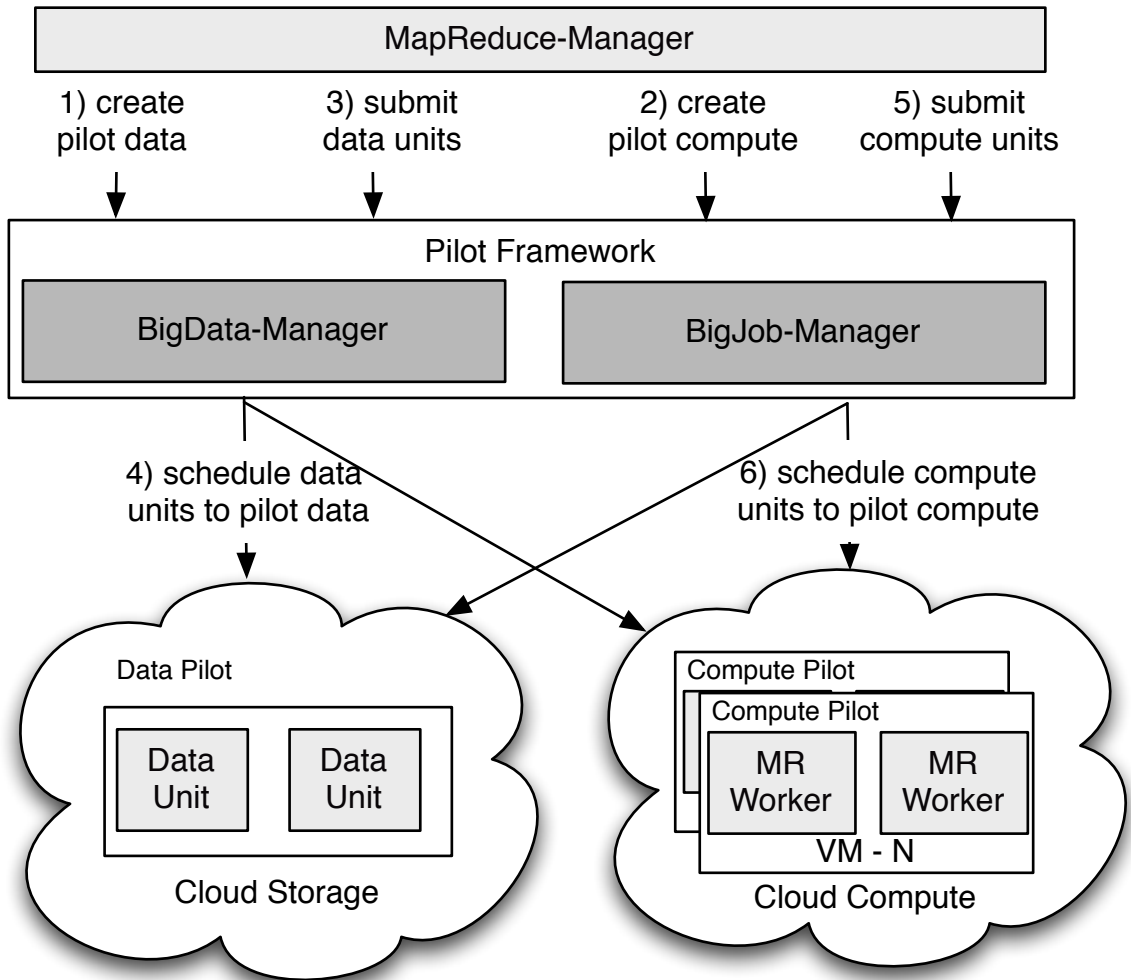 MapReduce-Manager
1) create
pilot data
3) submit
data units
2) create
pilot compute
5) submit
compute units
Pilot Framework
BigData-Manager
BigJob-Manager
4) schedule data
units to pilot data
6) schedule compute
units to pilot compute
Data Pilot
Data
Unit
Data
Unit
Cloud Storage
Compute Pilot
Compute Pilot
MR
Worker
MR
Worker
VM - N
Cloud Compute